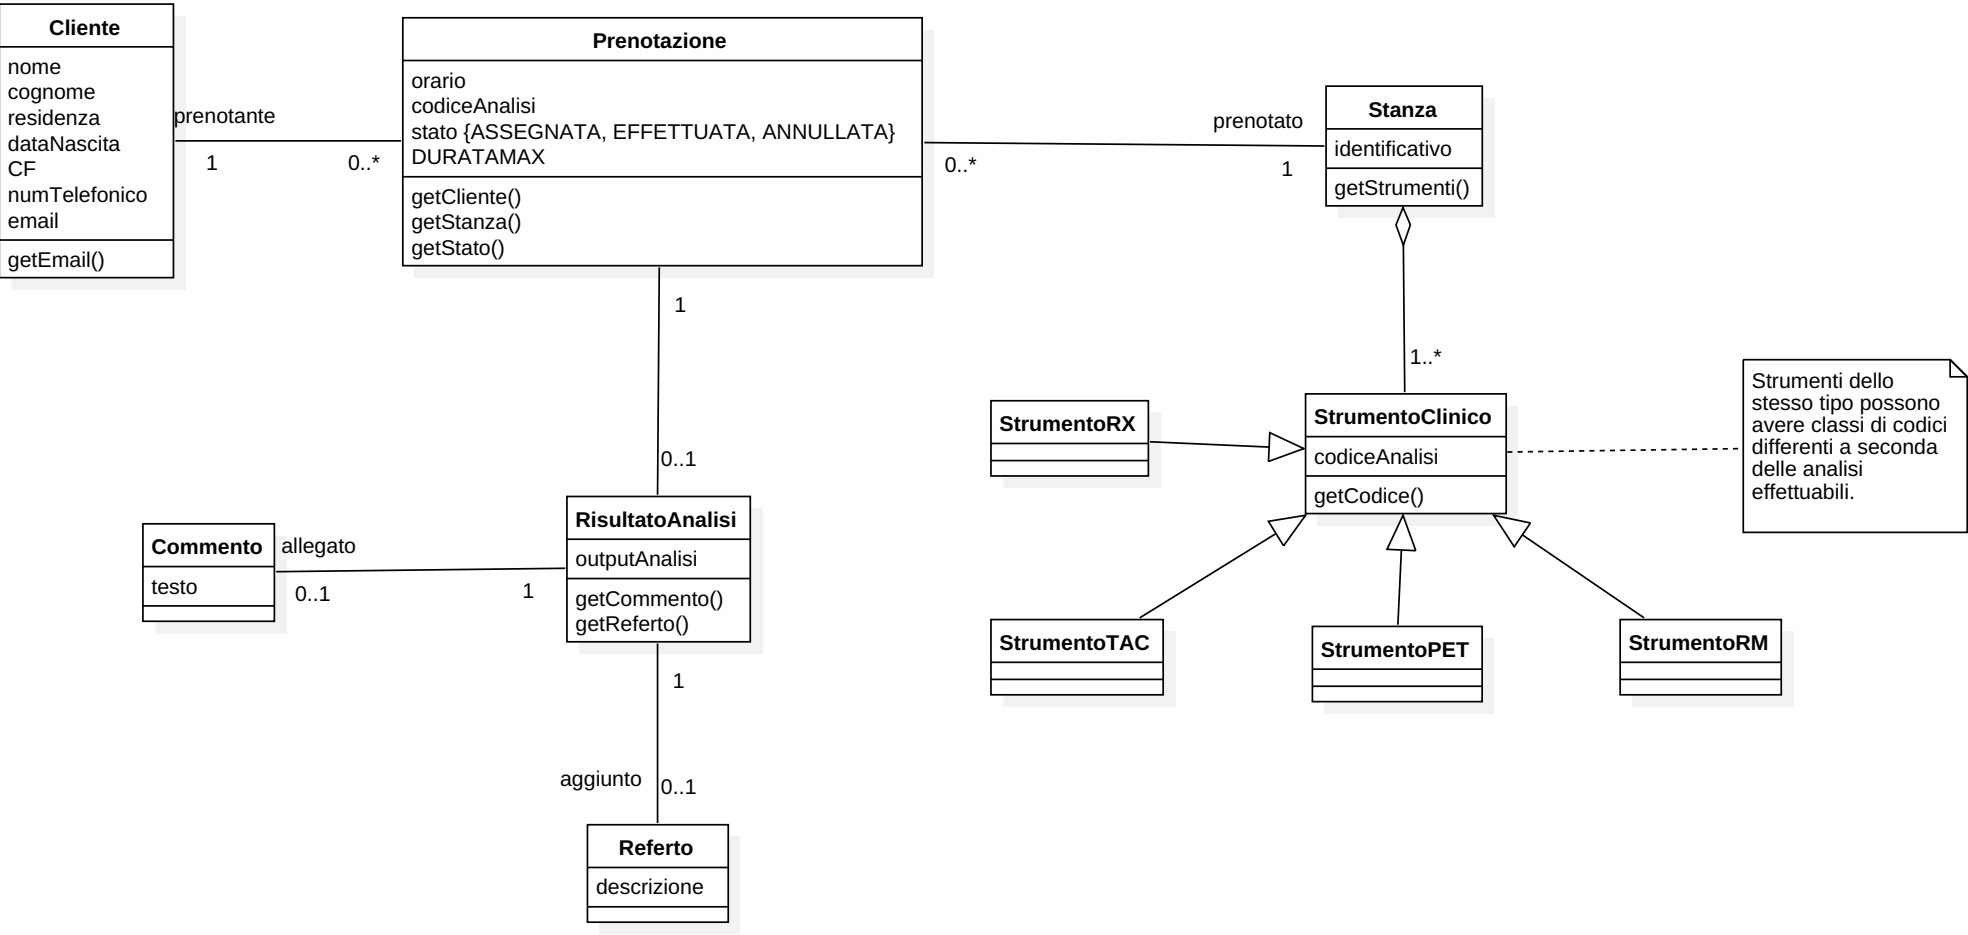 Cliente
nome
cognome
residenza
dataNascita
CF
numTelefonico
email
getEmail()
prenotante
1
0..*
Prenotazione
orario
codiceAnalisi
stato {ASSEGNATA, EFFETTUATA, ANNULLATA}
DURATAMAX
getCliente()
getStanza()
getStato()
prenotato
0..*
1
Stanza
identificativo
getStrumenti()
1
0..1
1..*
StrumentoRX
StrumentoClinico
codiceAnalisi
getCodice()
Strumenti dello
stesso tipo possono
avere classi di codici
differenti a seconda
delle analisi
effettuabili.
Commento
testo
allegato
0..1
1
RisultatoAnalisi
outputAnalisi
getCommento()
getReferto()
StrumentoTAC
StrumentoPET
StrumentoRM
1
aggiunto
0..1
Referto
descrizione